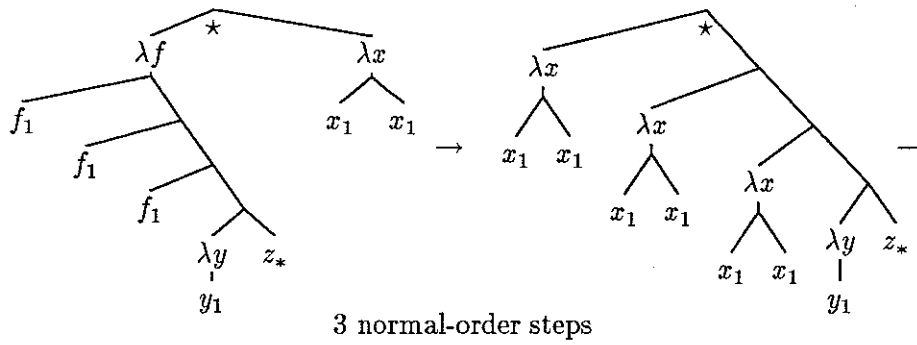 ⋆ ⋆
λf λx λx
f₁ x₁ x₁ λx
f₁ → x₁ x₁ λx
f₁ x₁ x₁
λy z* x₁ x₁ λy z*
y₁ y₁
3 normal-order steps